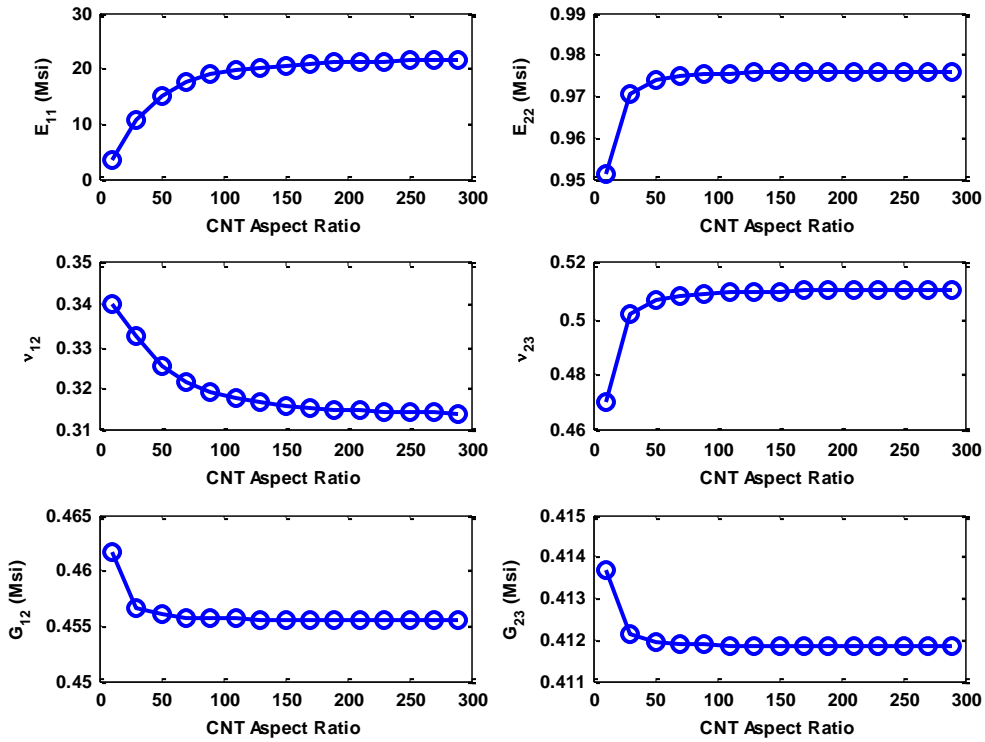 30
20
10
0
E11 (Msi)
0 50 100 150 200 250 300
CNT Aspect Ratio
0.99
0.98
0.97
0.96
0.95
E22 (Msi)
0 50 100 150 200 250 300
CNT Aspect Ratio
0.35
0.34
0.33
0.32
0.31
ν12
0 50 100 150 200 250 300
CNT Aspect Ratio
0.52
0.5
0.48
0.46
ν23
0 50 100 150 200 250 300
CNT Aspect Ratio
0.465
0.46
0.455
0.45
G12 (Msi)
0 50 100 150 200 250 300
CNT Aspect Ratio
0.415
0.414
0.413
0.412
0.411
G23 (Msi)
0 50 100 150 200 250 300
CNT Aspect Ratio